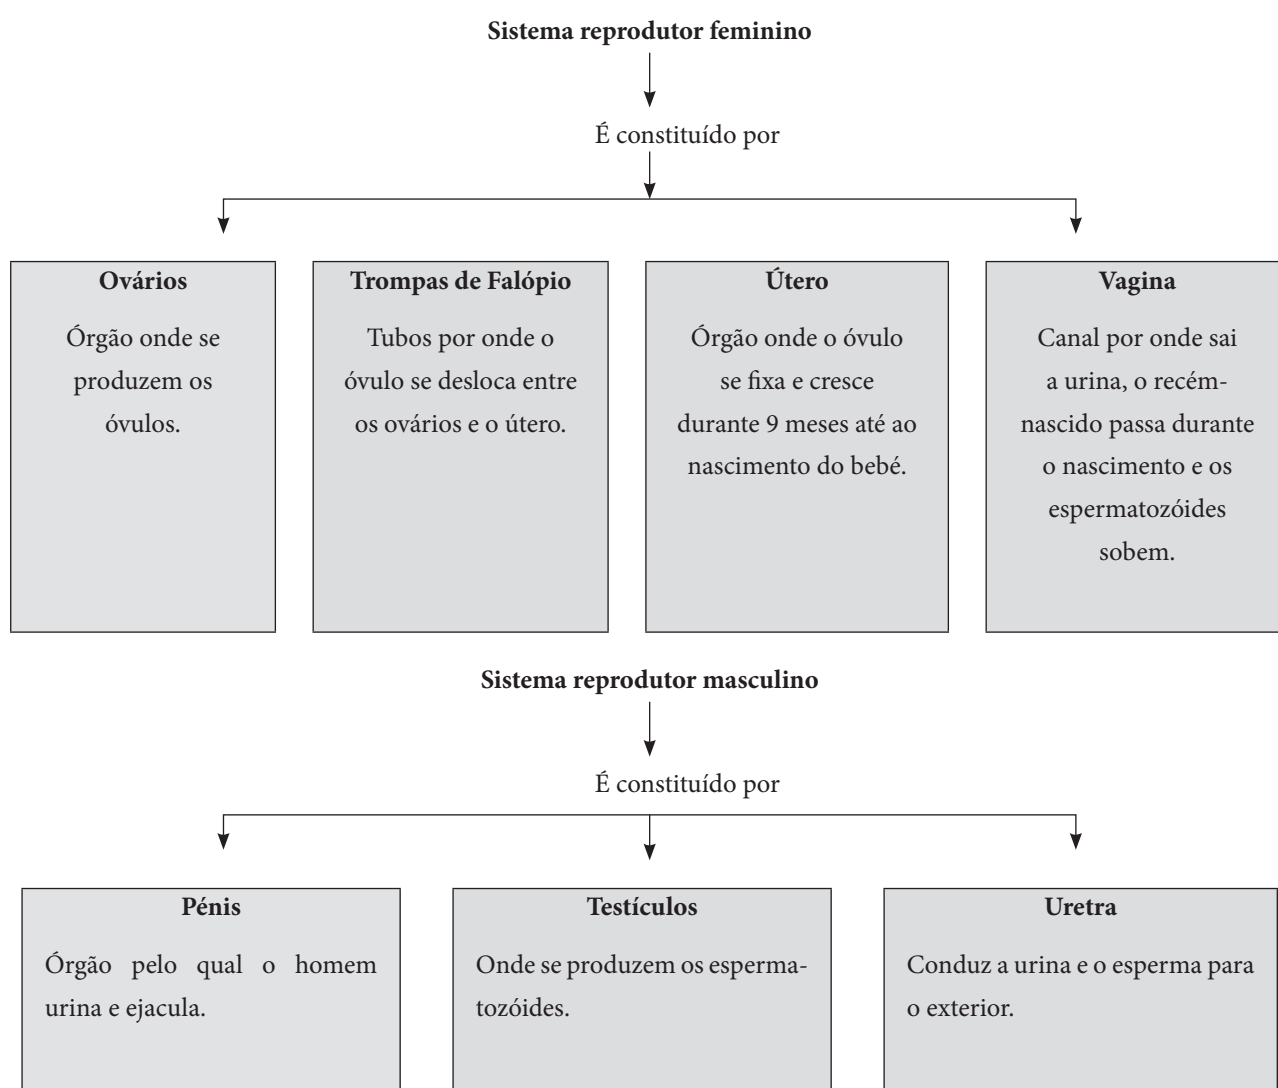 Sistema reprodutor feminino
É constituído por
Ovários
Órgão onde se
produzem os
óvulos.
Trompas de Falópio
Tubos por onde o
óvulo se desloca entre
os ovários e o útero.
Útero
Órgão onde o óvulo
se fixa e cresce
durante 9 meses até ao
nascimento do bebé.
Vagina
Canal por onde sai
a urina, o recém-
nascido passa durante
o nascimento e os
espermatozóides
sobem.
Sistema reprodutor masculino
É constituído por
Pénis
Órgão pelo qual o homem
urina e ejacula.
Testículos
Onde se produzem os esperma-
tozóides.
Uretra
Conduz a urina e o esperma para
o exterior.